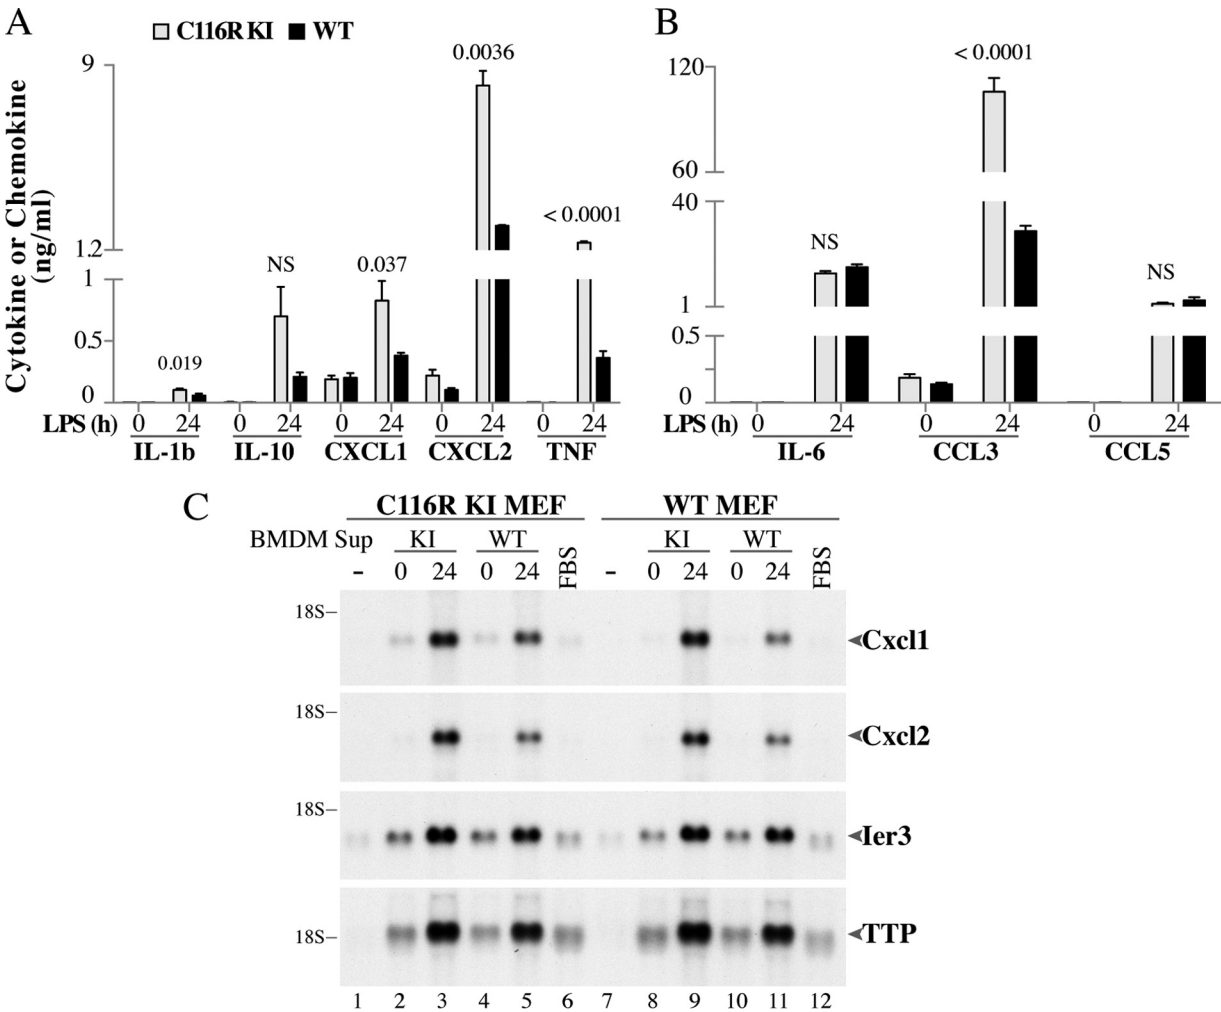 A
C116R KI WT
Cytokine or Chemokine
(ng/ml)
9
1.2
1
0.5
0
0.019
NS
0.037
0.0036
< 0.0001
LPS (h) 0 24 0 24 0 24 0 24 0 24
IL-1b IL-10 CXCL1 CXCL2 TNF
B
120
60
40
1
0.5
0
NS
< 0.0001
NS
LPS (h) 0 24 0 24 0 24
IL-6 CCL3 CCL5
C
C116R KI MEF WT MEF
BMDM Sup KI WT FBS KI WT FBS
– 0 24 0 24 – 0 24 0 24
18S–
Cxcl1
18S–
Cxcl2
18S–
Ier3
18S–
TTP
1 2 3 4 5 6 7 8 9 10 11 12